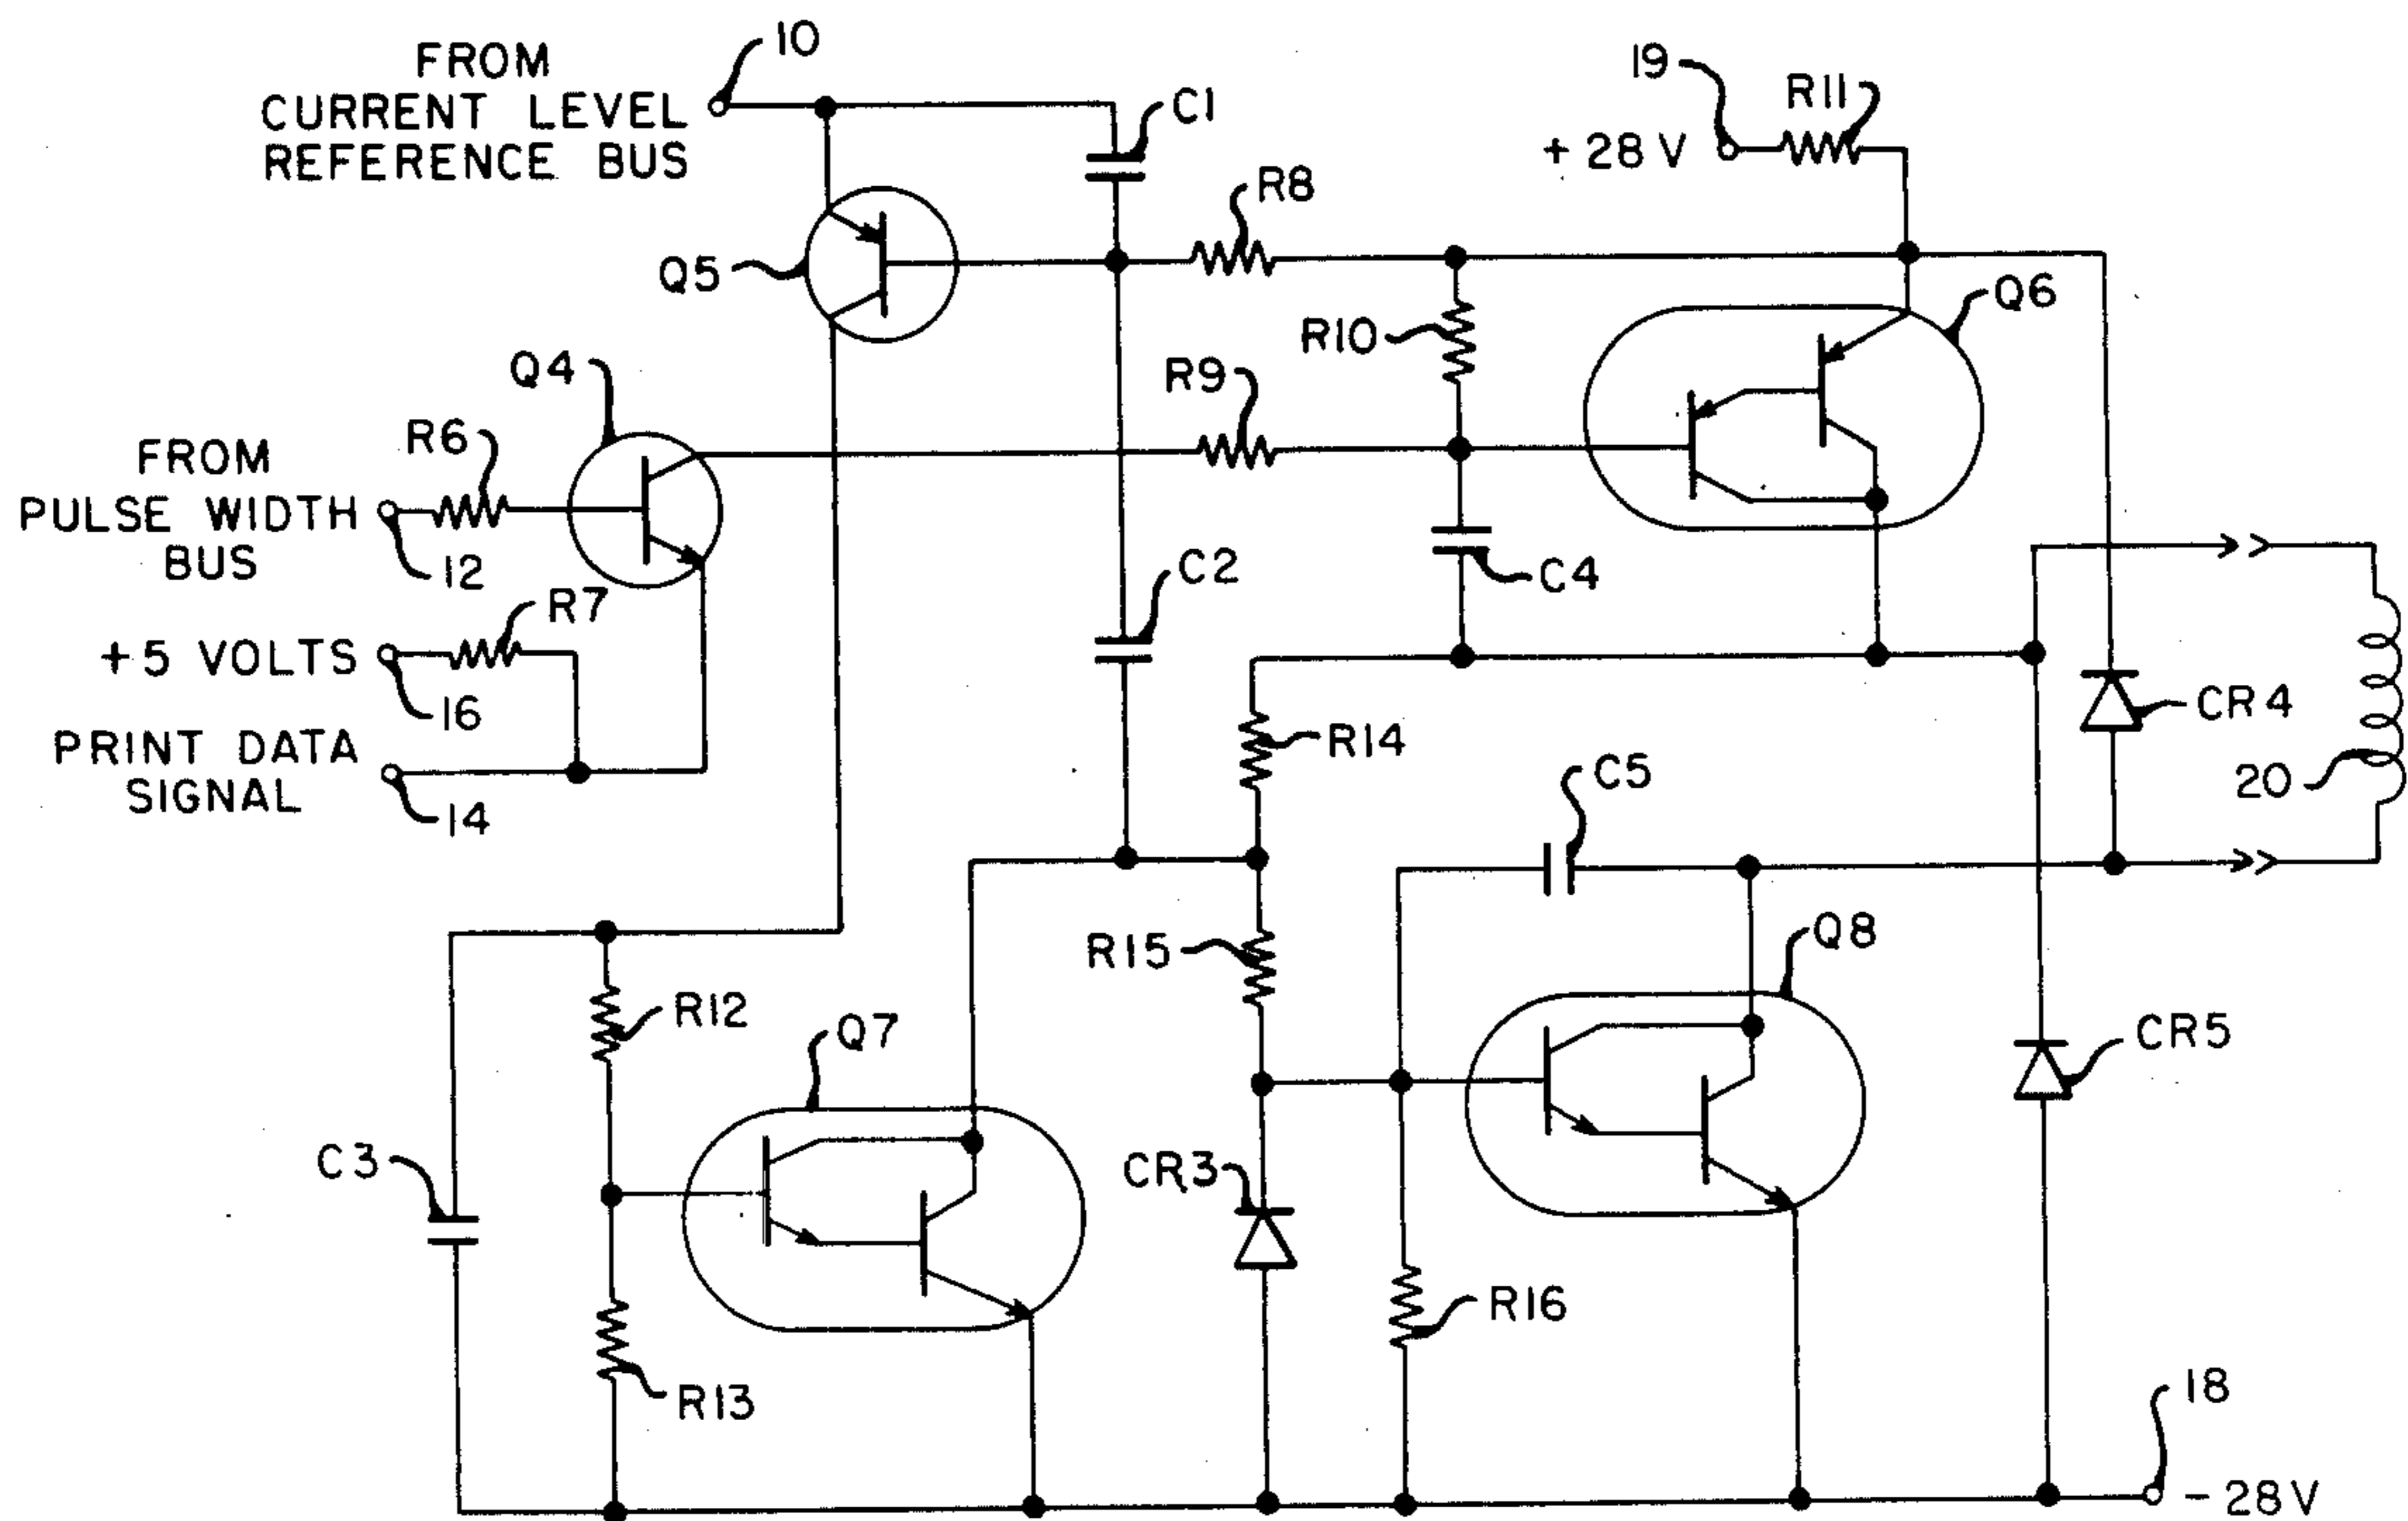 10
FROM
CURRENT LEVEL
REFERENCE BUS
C1
19
R11
+28V
R8
Q5
Q6
R10
Q4
R9
R6
FROM
PULSE WIDTH
BUS
12
C4
C2
R7
+5 VOLTS
16
CR4
PRINT DATA
SIGNAL
14
R14
C5
20
R15
Q8
R12
Q7
CR5
C3
CR3
R16
R13
18
-28V